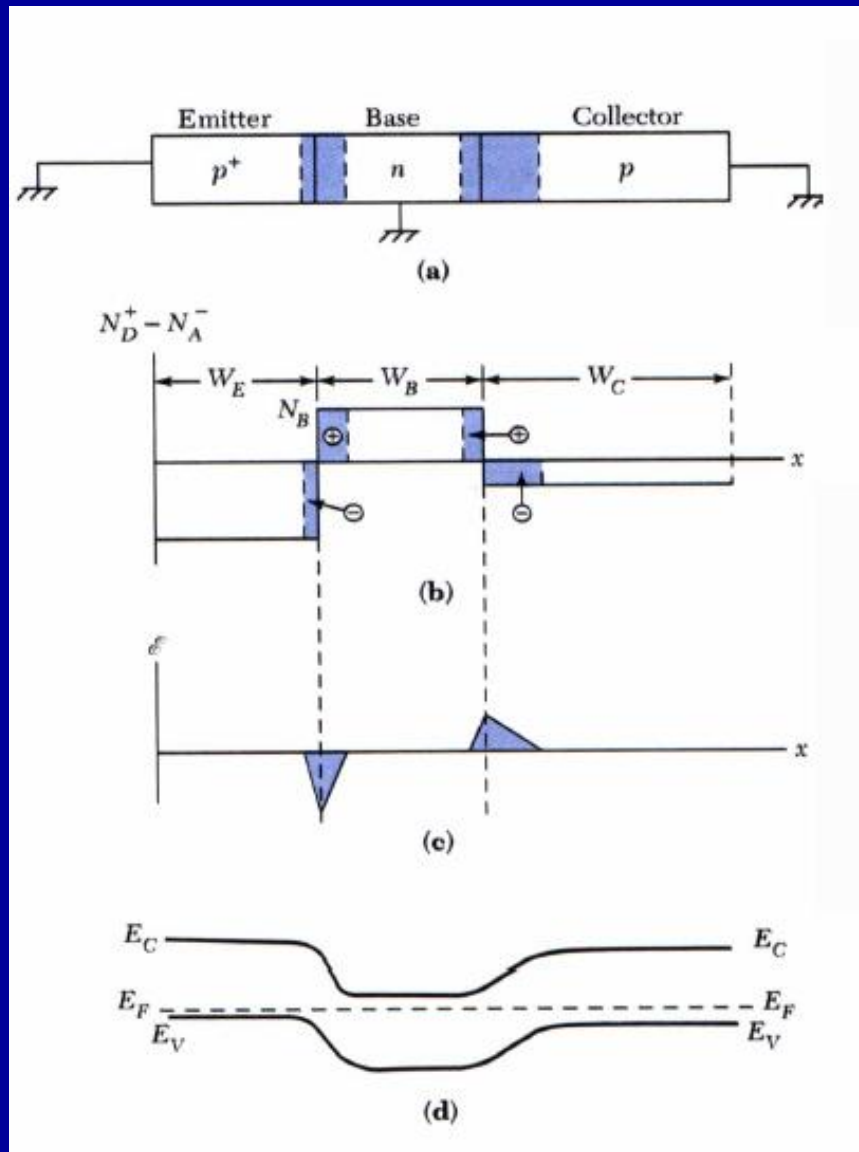 Emitter Base Collector
p⁺ n p
(a)
N_D⁺ – N_A⁻
W_E W_B W_C
N_B ⊕ ⊕ x
⊖ ⊖
(b)
ℰ
x
(c)
E_C E_C
E_F E_F
E_V E_V
(d)